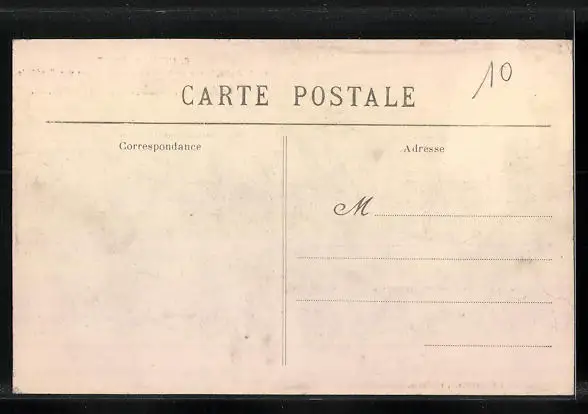 10
CARTE POSTALE
Correspondance
Adresse
M